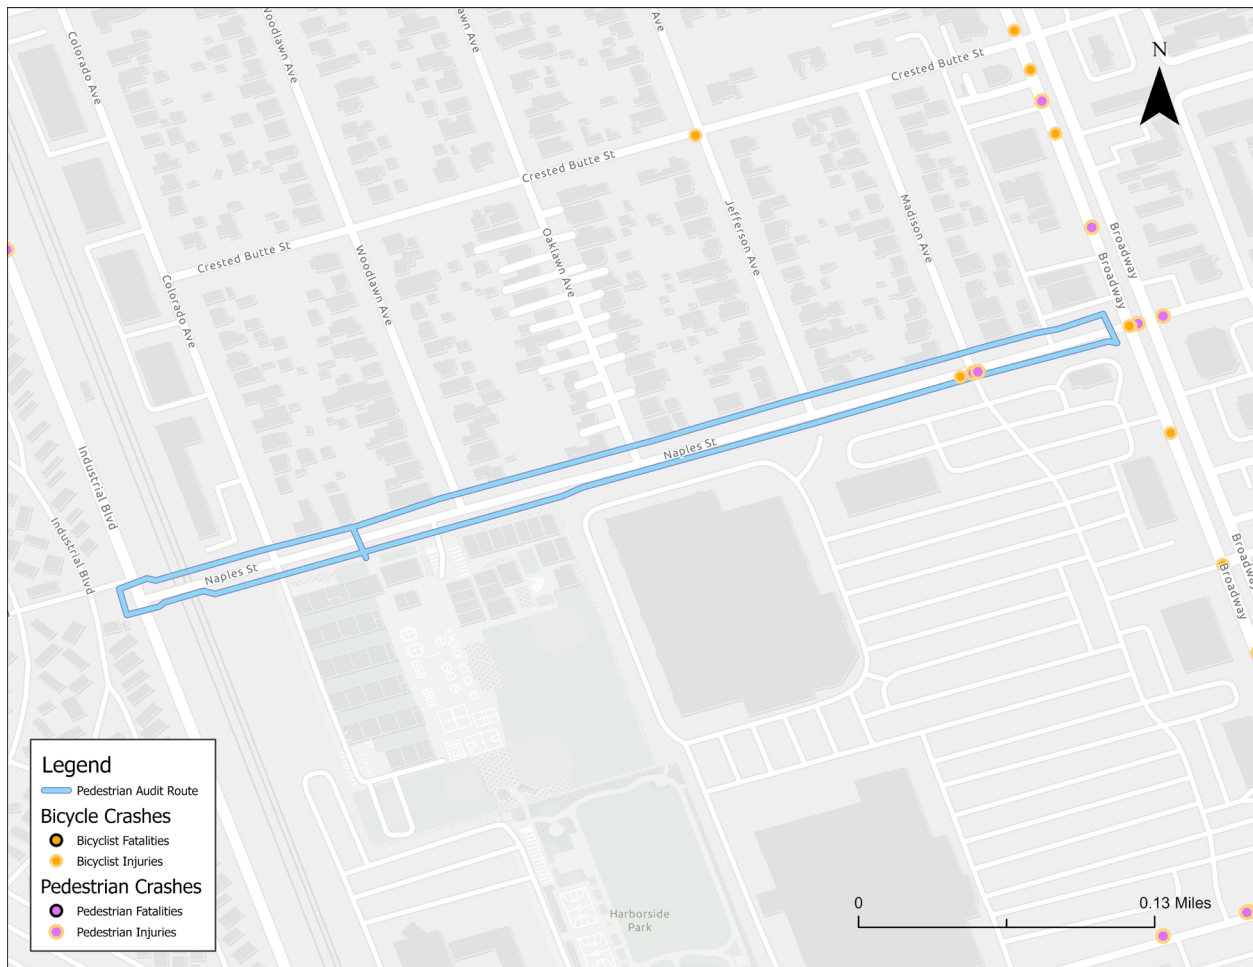 Colorado Ave
Woodlawn Ave
awn Ave
Ave
Crested Butte St
N
Crested Butte St
Crested Butte St
Woodlawn Ave
Oaklawn Ave
Jefferson Ave
Madison Ave
Broadway
Broadway
Colorado Ave
Naples St
Industrial Blvd
Industrial Blvd
Naples St
Broadway
Broadway
Harborside
Park
Legend
Pedestrian Audit Route
Bicycle Crashes
Bicyclist Fatalities
Bicyclist Injuries
Pedestrian Crashes
Pedestrian Fatalities
Pedestrian Injuries
0
0.13 Miles